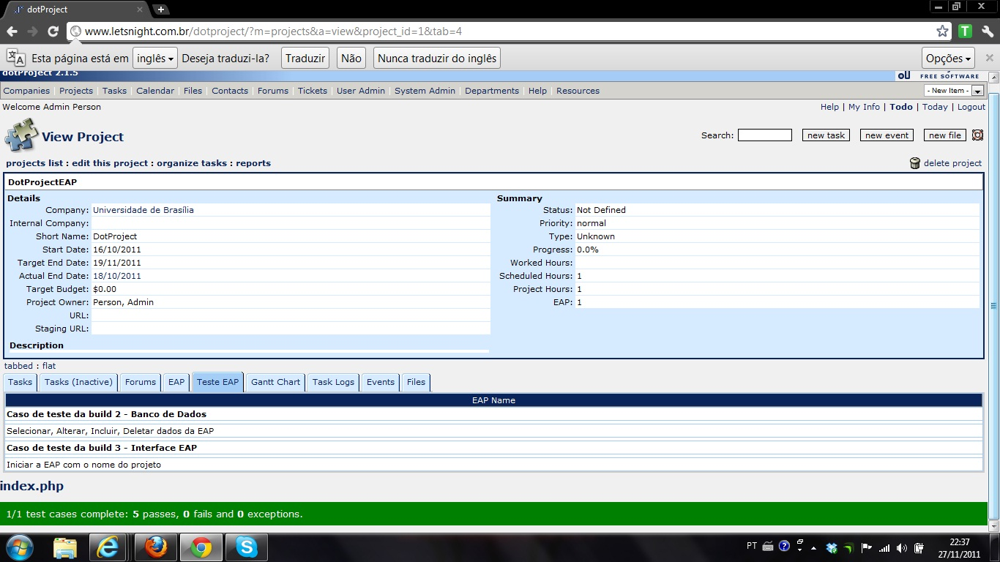 dotProject
www.letsnight.com.br/dotproject/?m=projects&a=view&project_id=1&tab=4
Esta página está em inglês Deseja traduzi-la? Traduzir Não Nunca traduzir do inglês Opções
dotProject 2.1.5 FREE SOFTWARE
Companies | Projects | Tasks | Calendar | Files | Contacts | Forums | Tickets | User Admin | System Admin | Departments | Help | Resources - New Item -
Welcome Admin Person Help | My Info | Todo | Today | Logout
View Project Search: new task new event new file
projects list : edit this project : organize tasks : reports delete project
DotProjectEAP
Details Summary
Company: Universidade de Brasília Status: Not Defined
Internal Company: Priority: normal
Short Name: DotProject Type: Unknown
Start Date: 16/10/2011 Progress: 0.0%
Target End Date: 19/11/2011 Worked Hours:
Actual End Date: 18/10/2011 Scheduled Hours: 1
Target Budget: $0.00 Project Hours: 1
Project Owner: Person, Admin EAP: 1
URL:
Staging URL:
Description
tabbed : flat
Tasks Tasks (Inactive) Forums EAP Teste EAP Gantt Chart Task Logs Events Files
EAP Name
Caso de teste da build 2 - Banco de Dados
Selecionar, Alterar, Incluir, Deletar dados da EAP
Caso de teste da build 3 - Interface EAP
Iniciar a EAP com o nome do projeto
index.php
1/1 test cases complete: 5 passes, 0 fails and 0 exceptions.
PT 22:37
27/11/2011